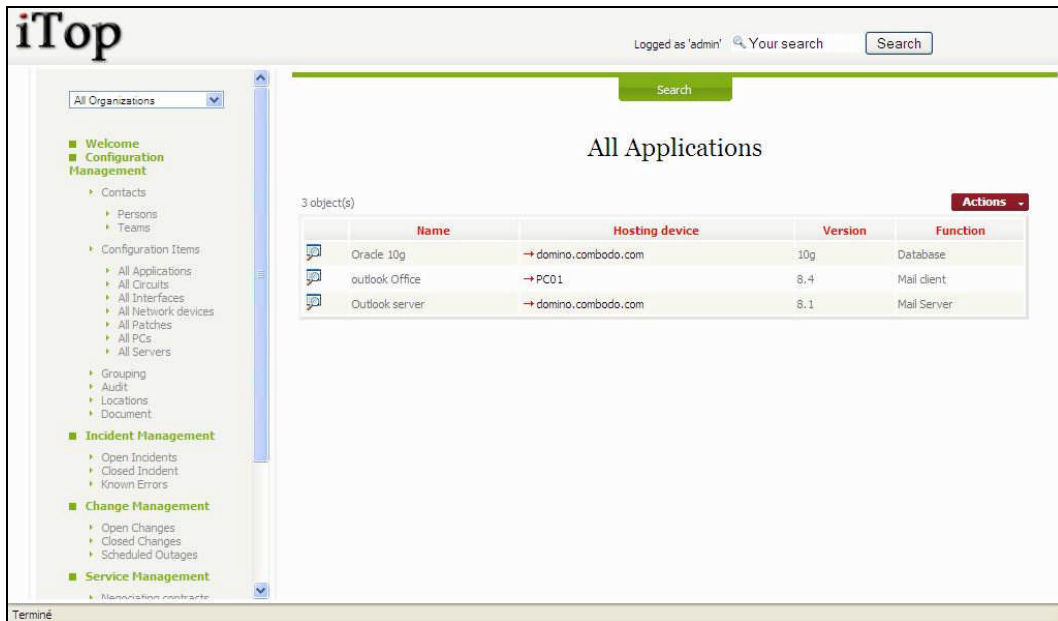 iTop
Logged as 'admin' Your search Search
All Organizations
Search
Welcome
Configuration
Management
Contacts
Persons
Teams
Configuration Items
All Applications
All Circuits
All Interfaces
All Network devices
All Patches
All PCs
All Servers
Grouping
Audit
Locations
Document
Incident Management
Open Incidents
Closed Incident
Known Errors
Change Management
Open Changes
Closed Changes
Scheduled Outages
Service Management
Negociating contracts
All Applications
3 object(s) Actions
Name Hosting device Version Function
Oracle 10g →domino.combodo.com 10g Database
outlook Office →PC01 8.4 Mail client
Outlook server →domino.combodo.com 8.1 Mail Server
Terminé